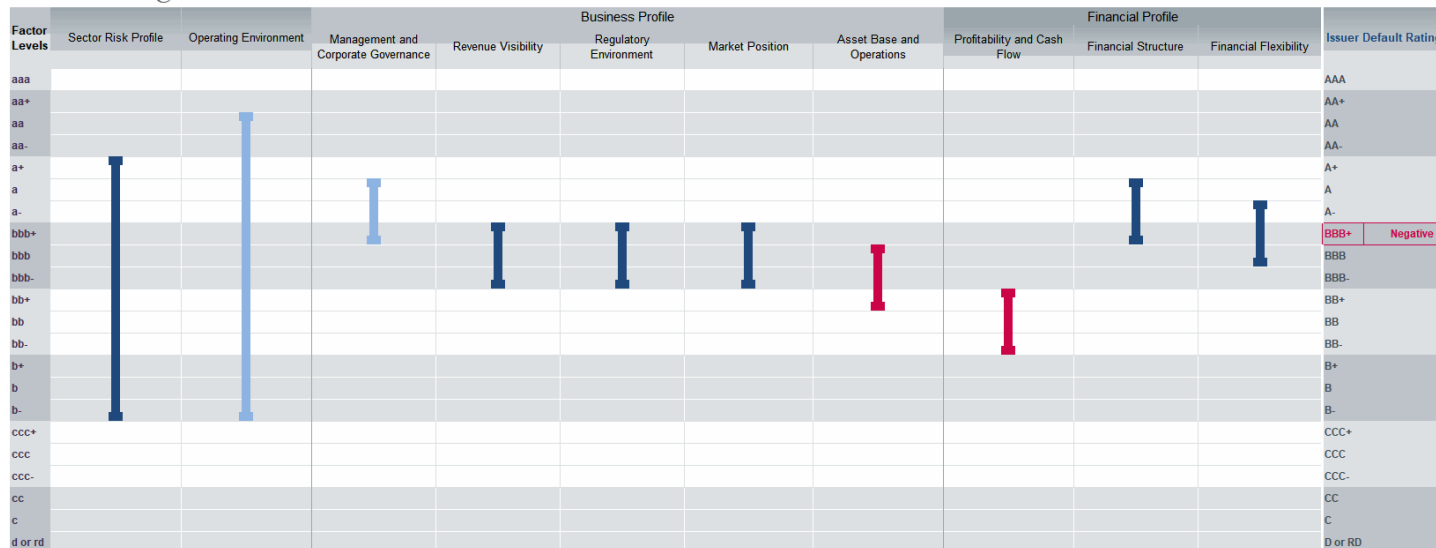 Business Profile
Financial Profile
Factor Levels
Sector Risk Profile
Operating Environment
Management and Corporate Governance
Revenue Visibility
Regulatory Environment
Market Position
Asset Base and Operations
Profitability and Cash Flow
Financial Structure
Financial Flexibility
Issuer Default Rating
aaa AAA
aa+ AA+
aa AA
aa- AA-
a+ A+
a A
a- A-
bbb+ BBB+ Negative
bbb BBB
bbb- BBB-
bb+ BB+
bb BB
bb- BB-
b+ B+
b B
b- B-
ccc+ CCC+
ccc CCC
ccc- CCC-
cc CC
c C
d or rd D or RD